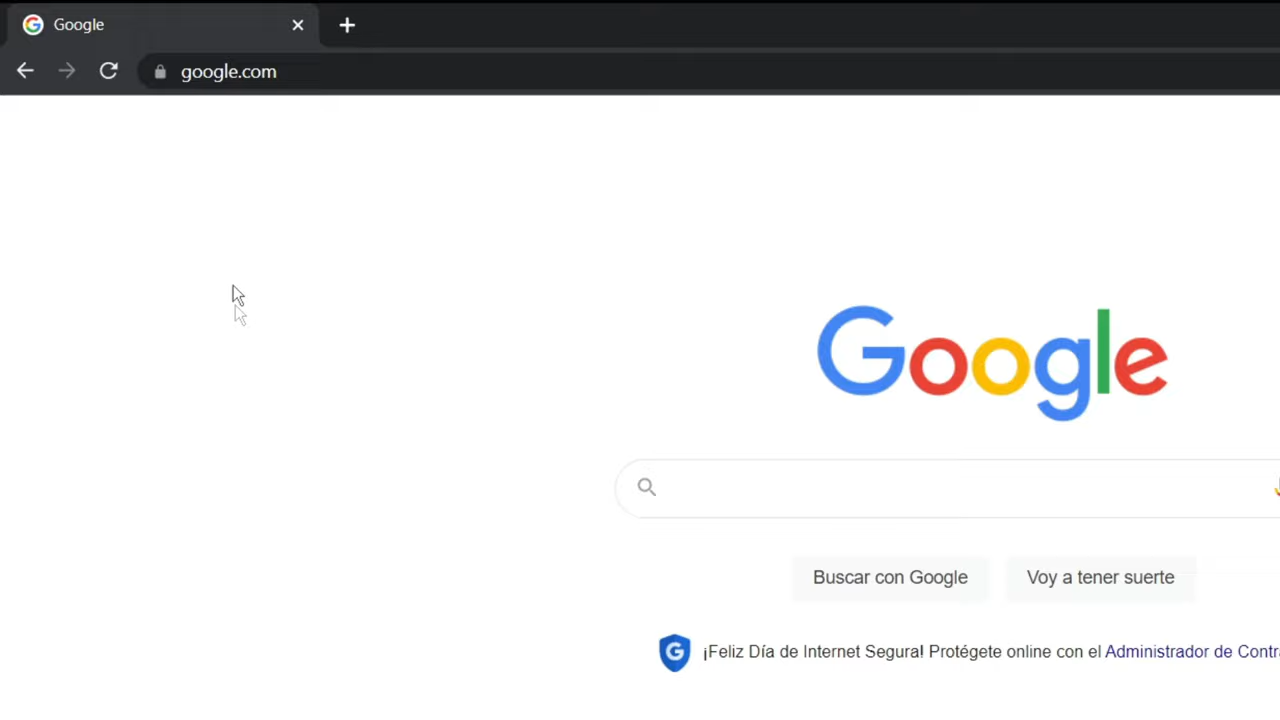 Google
google.com
Google
Buscar con Google
Voy a tener suerte
¡Feliz Día de Internet Segura! Protégete online con el Administrador de Contra